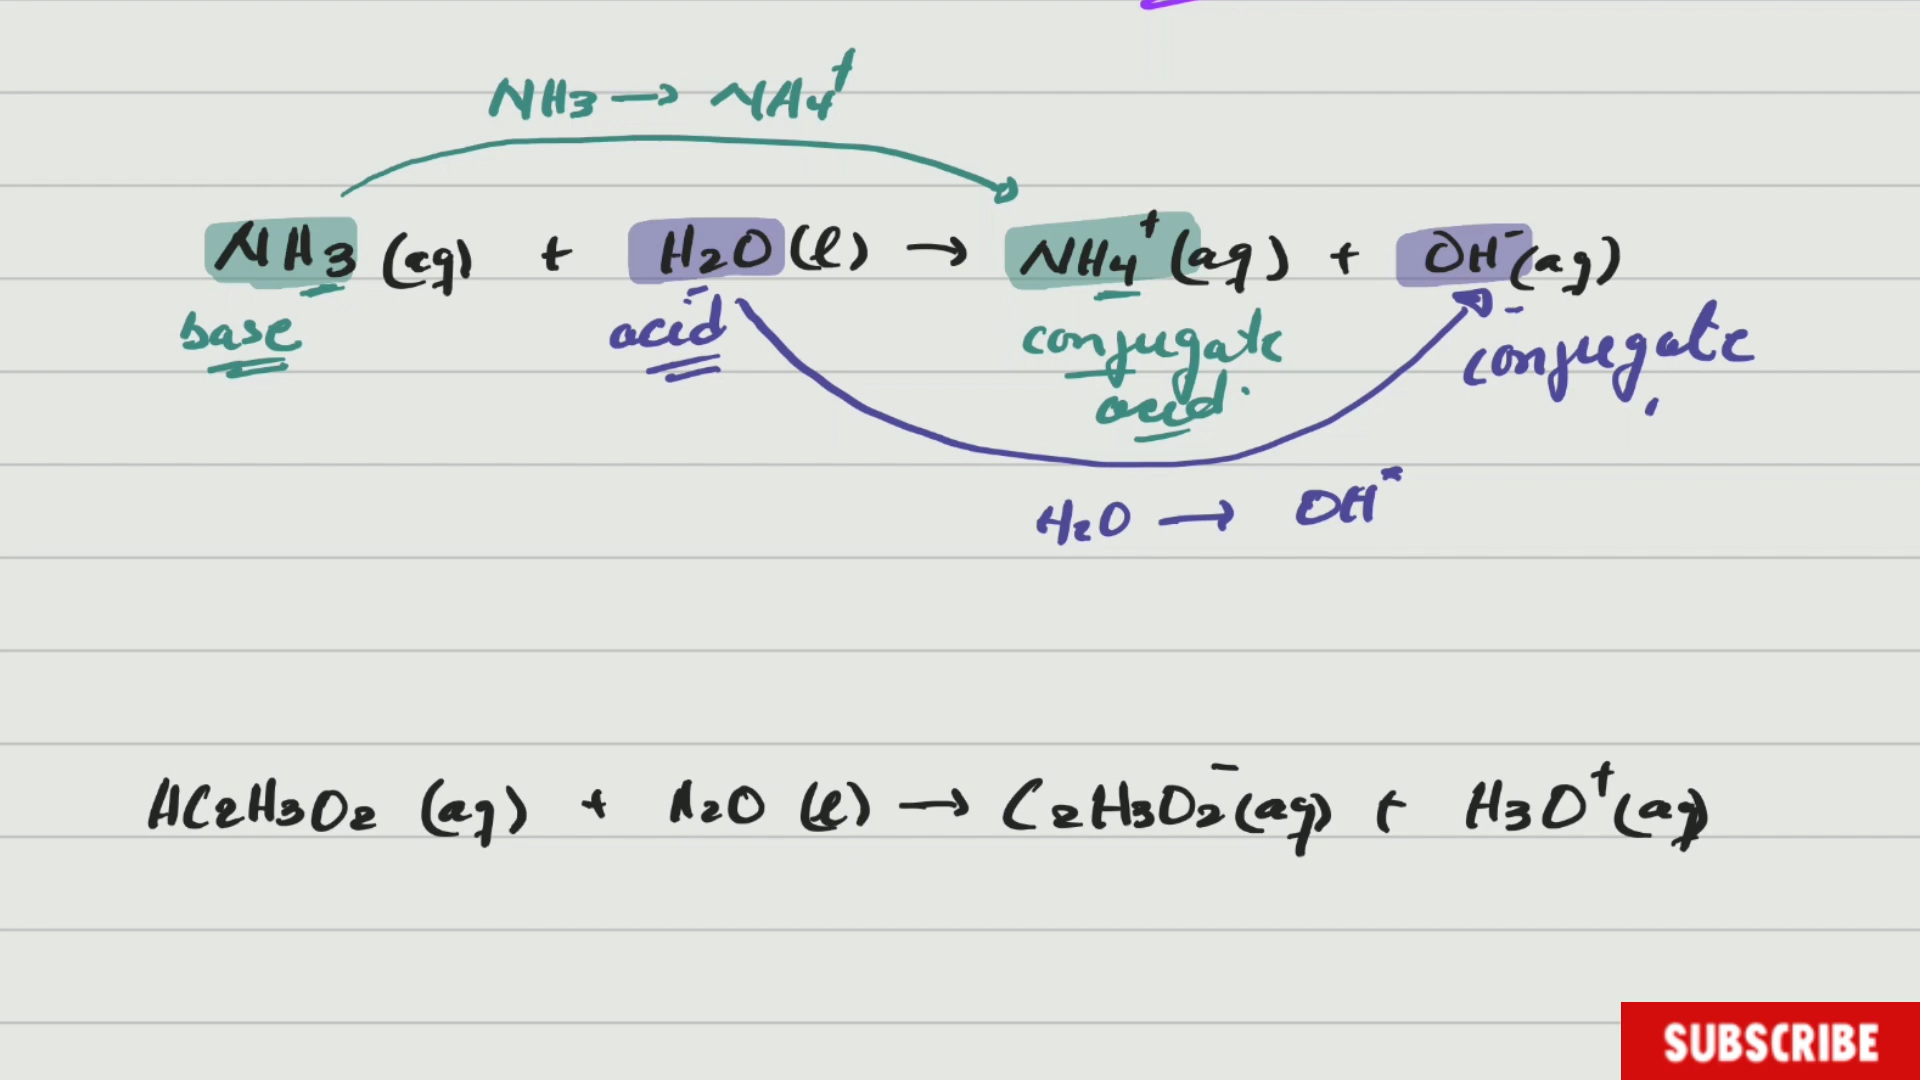 NH3 → NH4⁺
NH3 (aq) + H2O (l) → NH4⁺ (aq) + OH⁻ (aq)
base acid conjugate acid. conjugate
H2O → OH⁻
HC2H3O2 (aq) + H2O (l) → C2H3O2⁻ (aq) + H3O⁺ (aq)
SUBSCRIBE